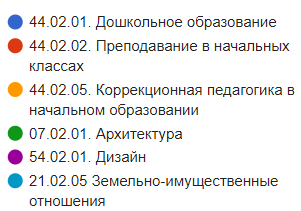 44.02.01. Дошкольное образование
44.02.02. Преподавание в начальных
классах
44.02.05. Коррекционная педагогика в
начальном образовании
07.02.01. Архитектура
54.02.01. Дизайн
21.02.05 Земельно-имущественные
отношения